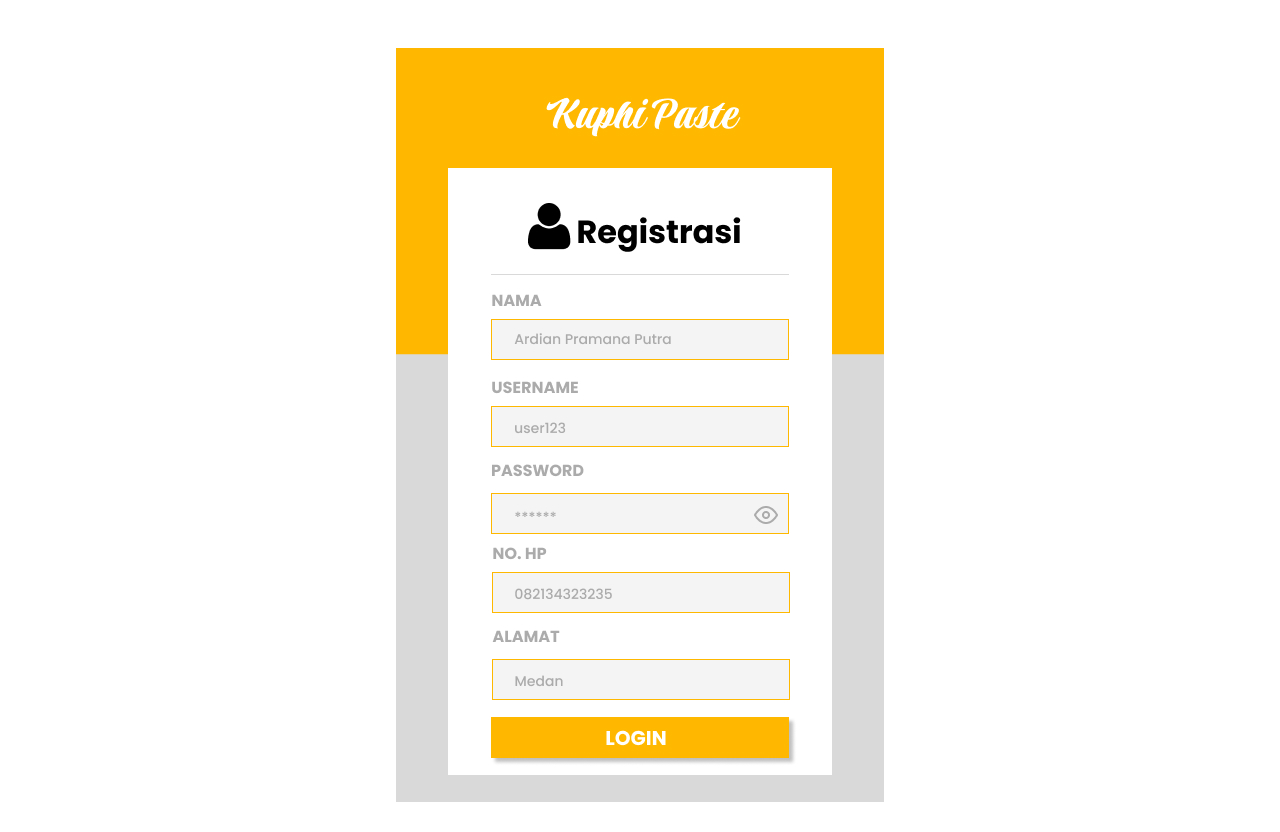 Kuphi Paste
Registrasi
NAMA
Ardian Pramana Putra
USERNAME
user123
PASSWORD
******
NO. HP
082134323235
ALAMAT
Medan
LOGIN